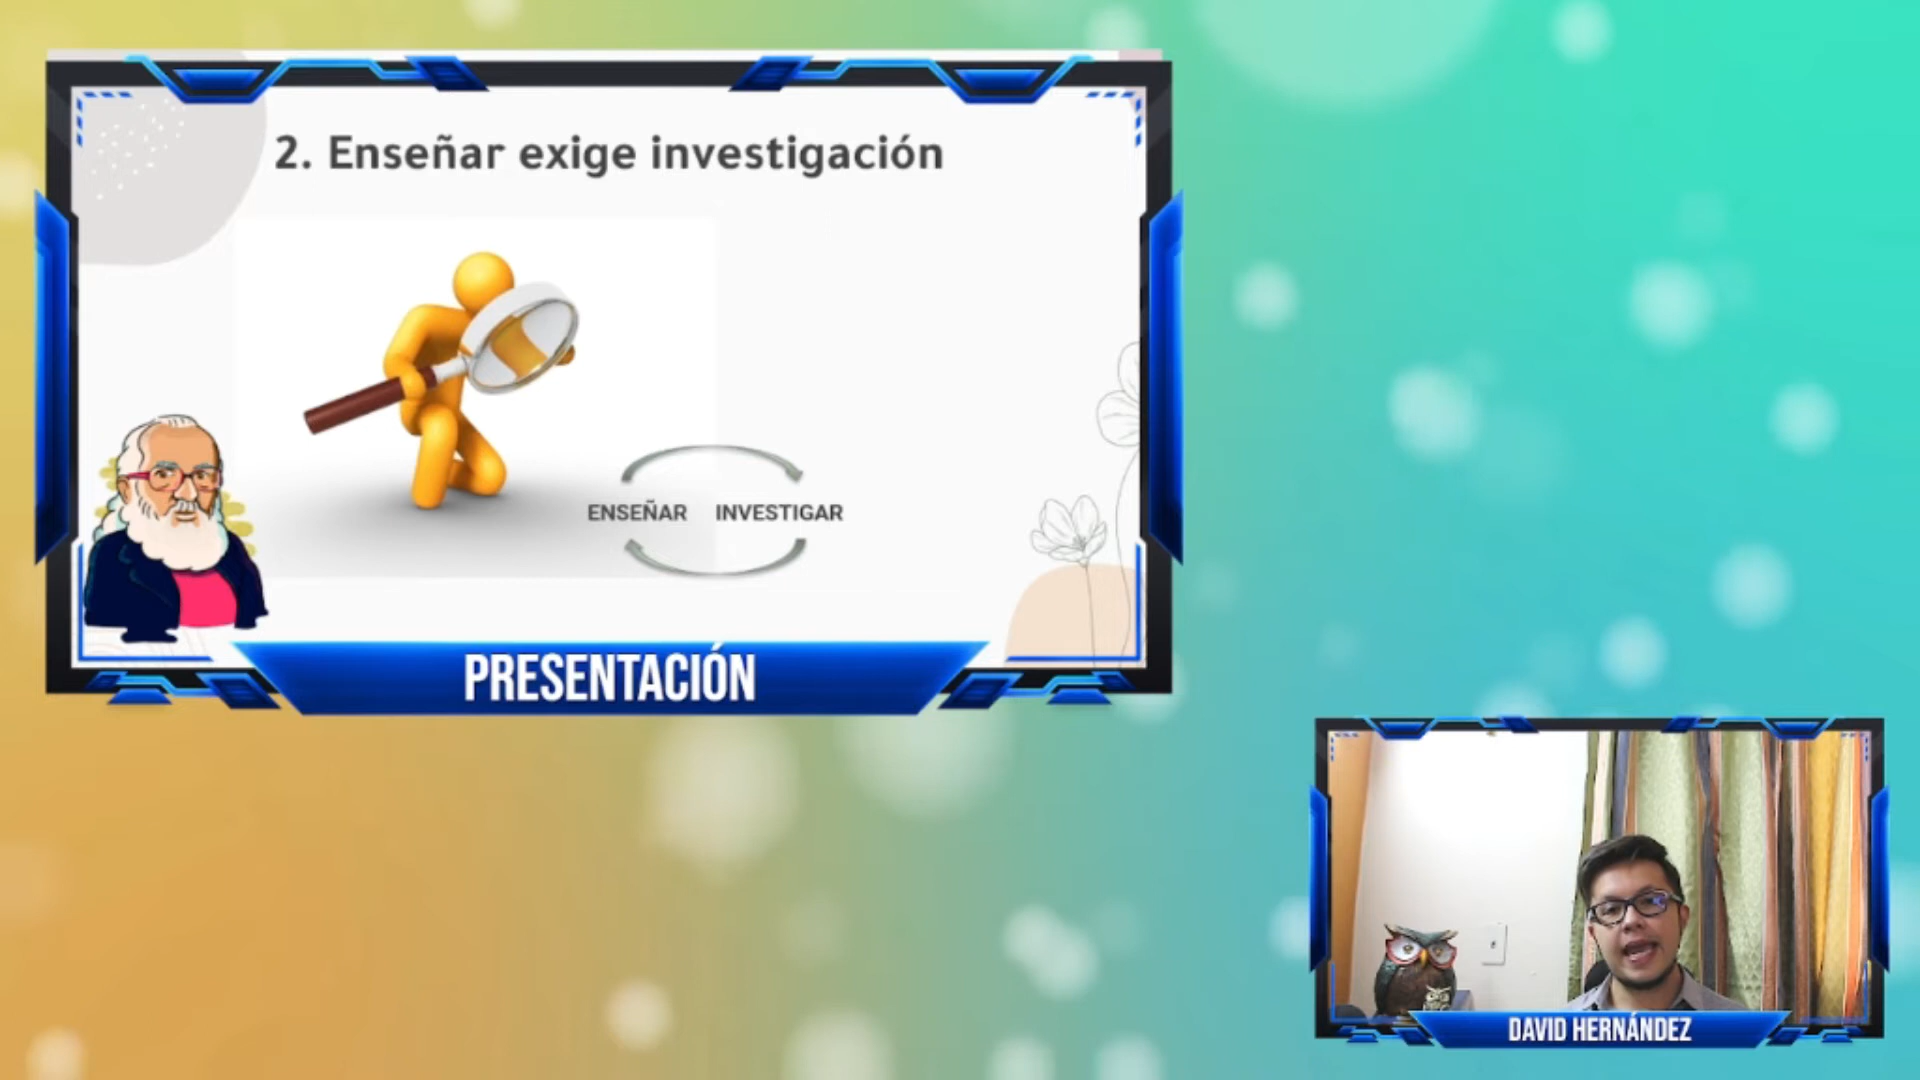 2. Enseñar exige investigación
ENSEÑAR INVESTIGAR
PRESENTACIÓN
DAVID HERNÁNDEZ